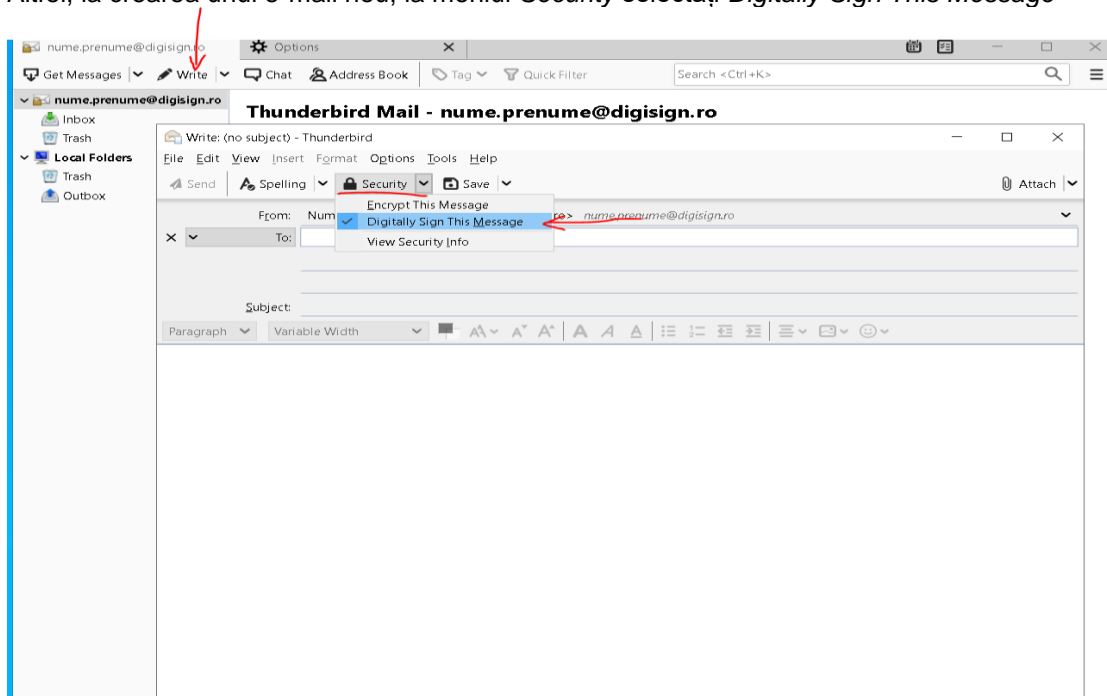 Altfel, la crearea unui e-mail nou, la meniul Security selectați Digitally Sign This Message
nume.prenume@digisign.ro Options
Get Messages Write Chat Address Book Tag Quick Filter Search <Ctrl+K>
nume.prenume@digisign.ro
Thunderbird Mail - nume.prenume@digisign.ro
Inbox
Trash
Local Folders
Trash
Outbox
Write: (no subject) - Thunderbird
File Edit View Insert Format Options Tools Help
Send Spelling Security Save Attach
Encrypt This Message
Digitally Sign This Message
View Security Info
From: Num re> nume.prenume@digisign.ro
To:
Subject:
Paragraph Variable Width